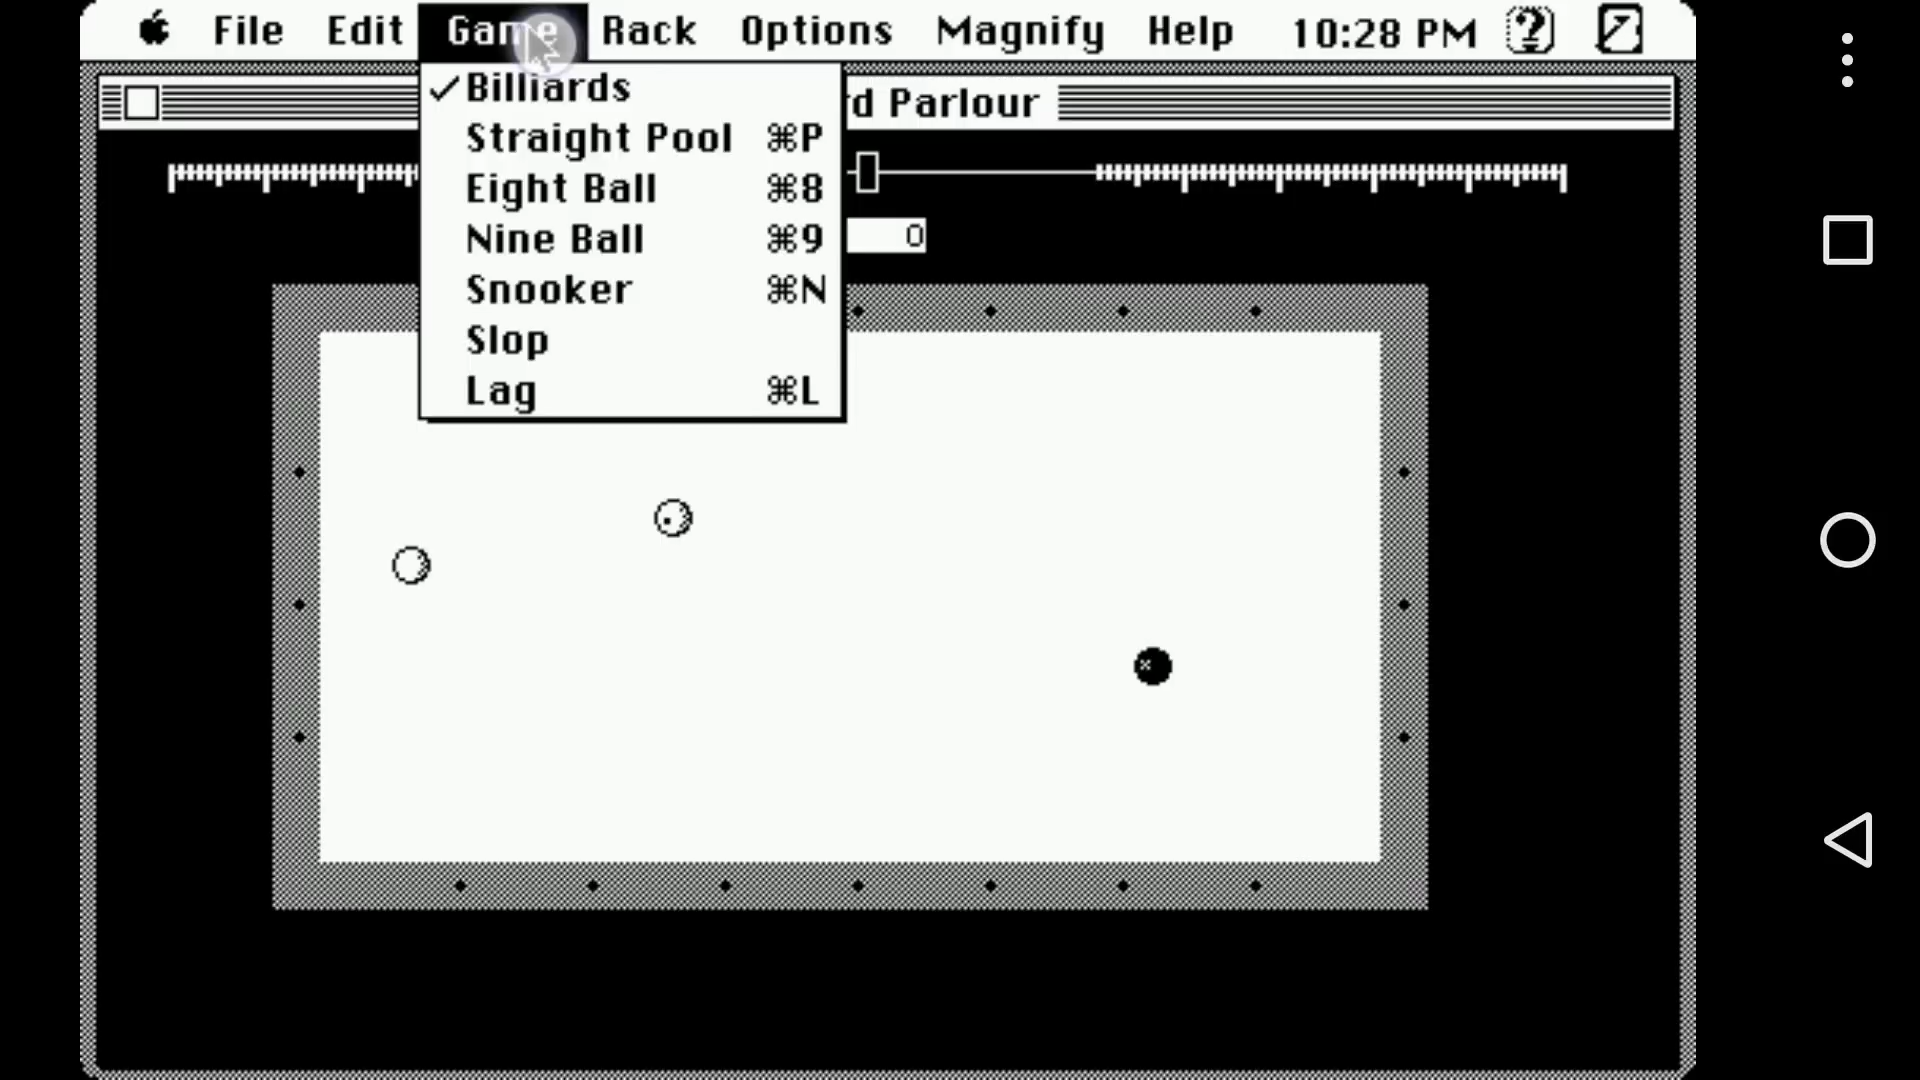 File Edit Game Rack Options Magnify Help 10:28 PM
✓Billiards
rd Parlour
Straight Pool ⌘P
Eight Ball ⌘8
Nine Ball ⌘9
0
Snooker ⌘N
Slop
Lag ⌘L